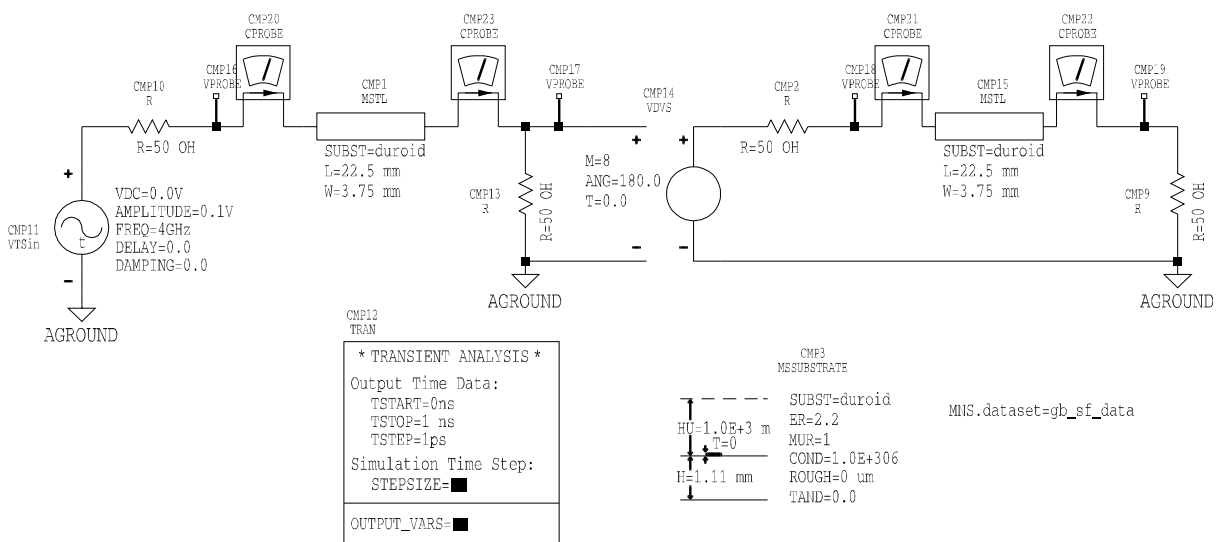 CMP20
CPROBE
CMP23
CPROBE
CMP21
CPROBE
CMP22
CPROBE
CMP10
R
R=50 OH
CMP16
VPROBE
CMP1
MSTL
SUBST=duroid
L=22.5 mm
W=3.75 mm
CMP17
VPROBE
CMP14
VDVS
M=8
ANG=180.0
T=0.0
CMP2
R
R=50 OH
CMP18
VPROBE
CMP15
MSTL
SUBST=duroid
L=22.5 mm
W=3.75 mm
CMP19
VPROBE
+
CMP11
VTSin
t
-
VDC=0.0V
AMPLITUDE=0.1V
FREQ=4GHz
DELAY=0.0
DAMPING=0.0
CMP13
R
R=50 OH
+
+
-
-
CMP9
R
R=50 OH
AGROUND
AGROUND
AGROUND
CMP12
TRAN
* TRANSIENT ANALYSIS *
Output Time Data:
TSTART=0ns
TSTOP=1 ns
TSTEP=1ps
Simulation Time Step:
STEPSIZE=
OUTPUT_VARS=
CMP3
MSSUBSTRATE
HU=1.0E+3 m
T=0
H=1.11 mm
SUBST=duroid
ER=2.2
MUR=1
COND=1.0E+306
ROUGH=0 um
TAND=0.0
MNS.dataset=gb_sf_data